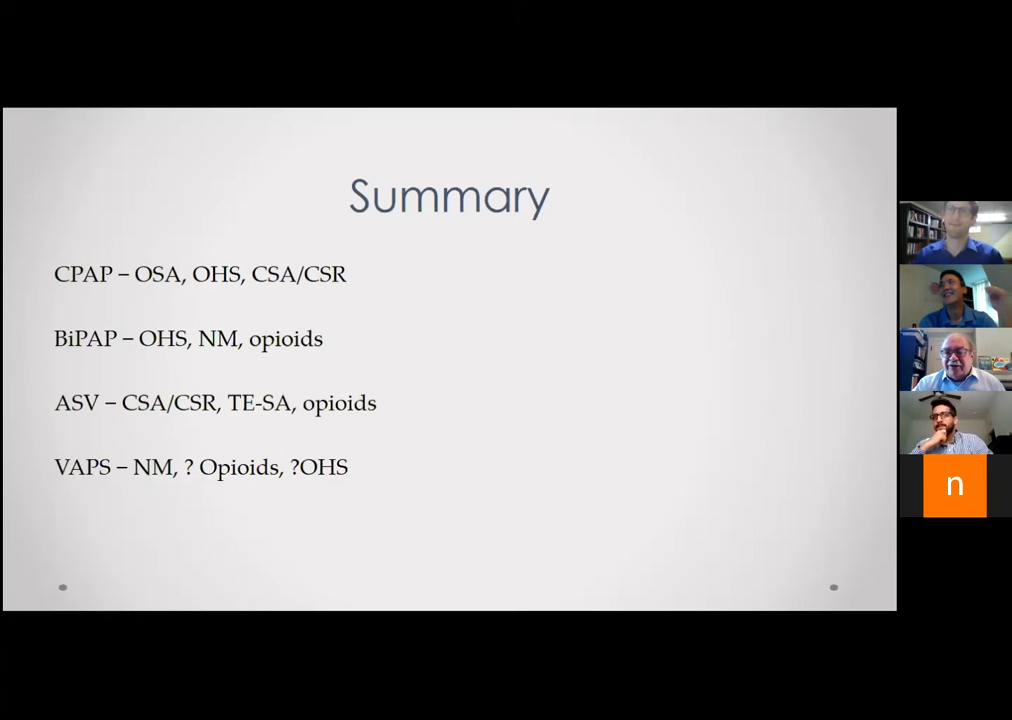 Summary
CPAP – OSA, OHS, CSA/CSR
BiPAP – OHS, NM, opioids
ASV – CSA/CSR, TE-SA, opioids
VAPS – NM, ? Opioids, ?OHS
n